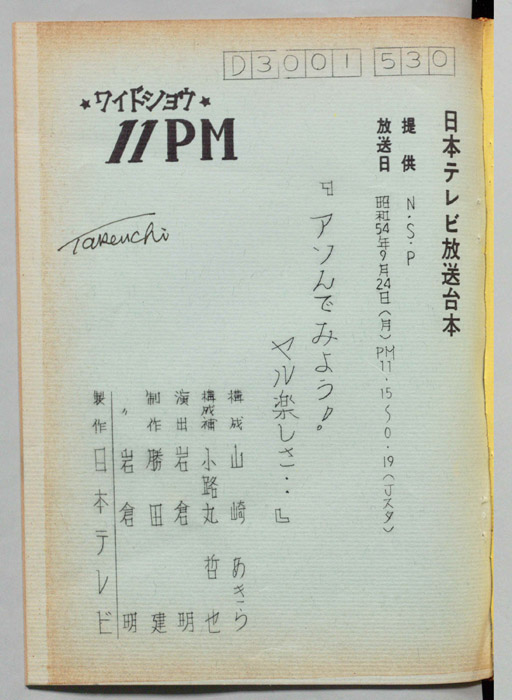 D3001 530
日本テレビ放送台本
提供 N・S・P
放送日 昭和54年9月24日(月)PM11・15〜0・19(Jスタ)
★ワイドショウ★
11PM
『アソんでみよう!。
ヤル楽しさ・・』
Takeuchi
構成 山崎あきら
構成補 小路丸哲也
演出 岩倉明
制作 勝田建
〃 岩倉明
製作 日本テレビ